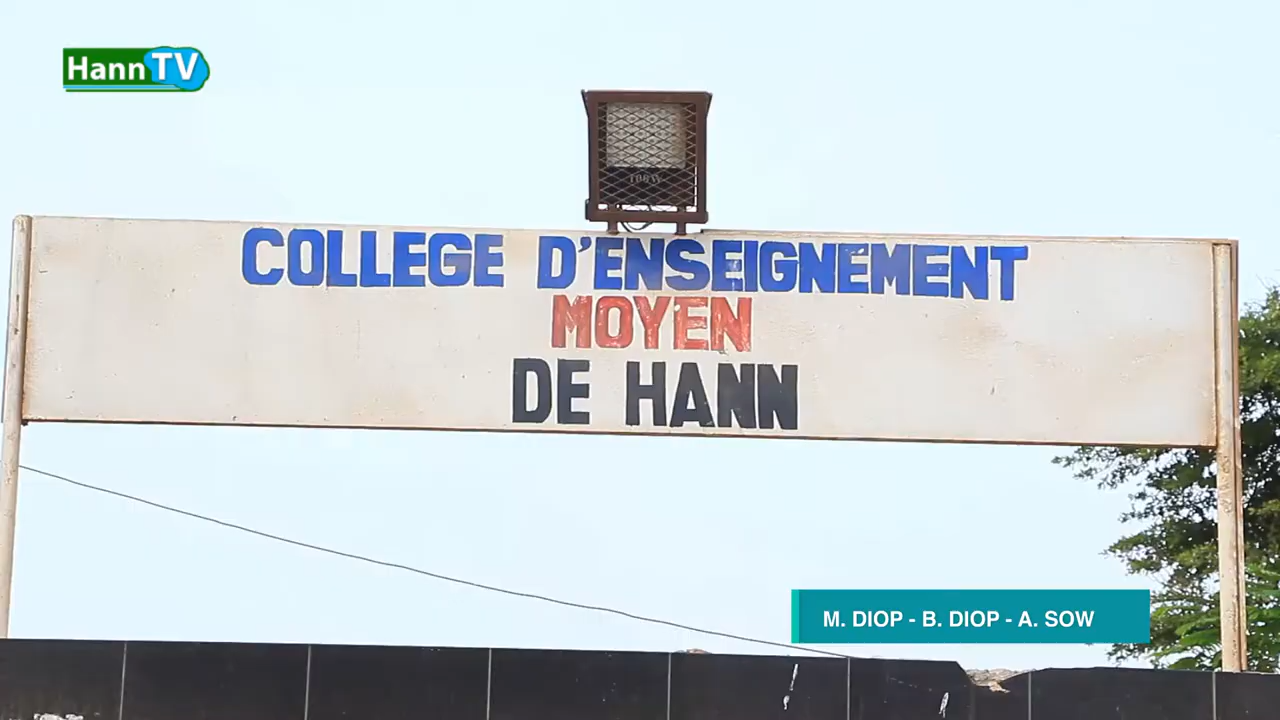 HannTV
COLLEGE D'ENSEIGNEMENT
MOYEN
DE HANN
M. DIOP - B. DIOP - A. SOW